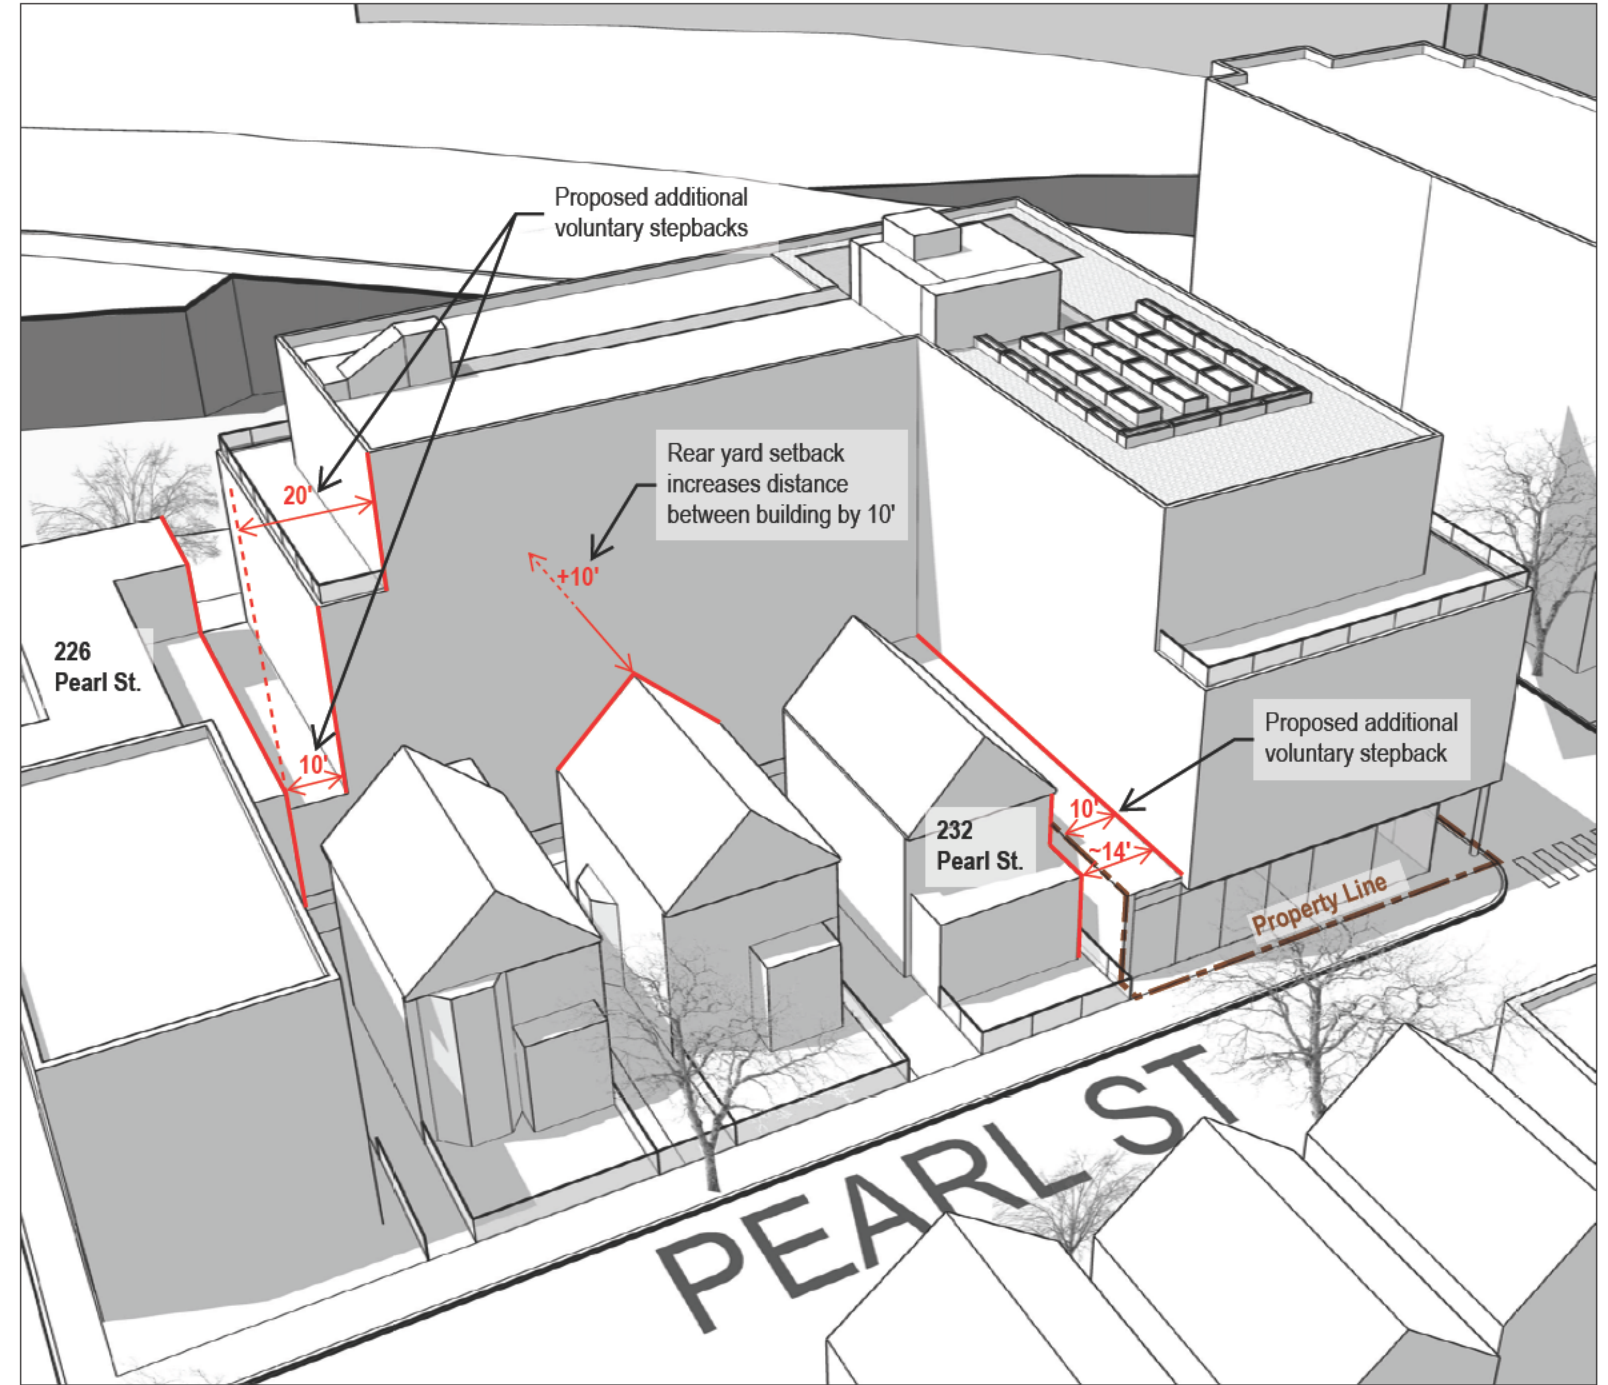 Proposed additional
voluntary stepbacks
Rear yard setback
increases distance
between building by 10'
20'
+10'
226
Pearl St.
10'
Proposed additional
voluntary stepback
10'
~14'
232
Pearl St.
Property Line
PEARL ST